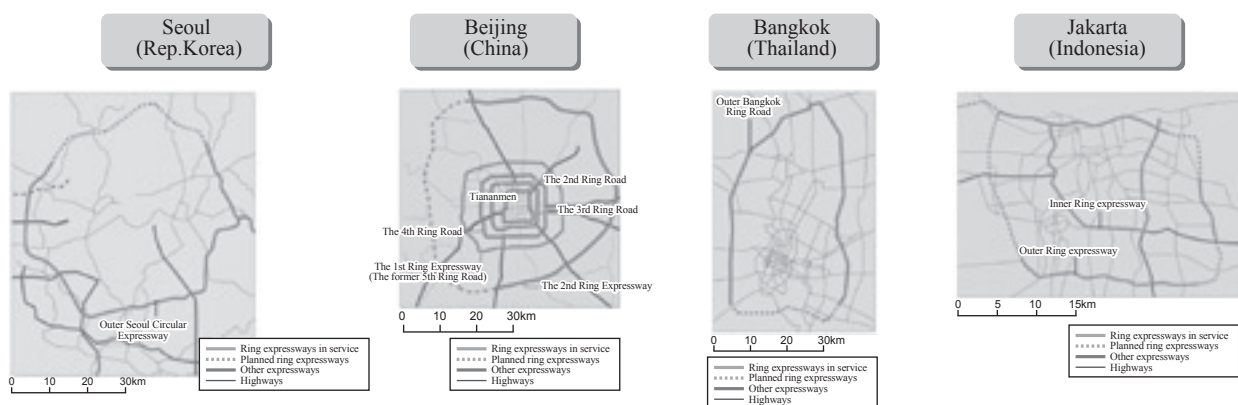 Seoul
(Rep.Korea)
Outer Seoul Circular
Expressway
Ring expressways in service
Planned ring expressways
Other expressways
Highways
0 10 20 30km
Beijing
(China)
The 2nd Ring Road
Tiananmen
The 3rd Ring Road
The 4th Ring Road
The 1st Ring Expressway
(The former 5th Ring Road)
The 2nd Ring Expressway
0 10 20 30km
Ring expressways in service
Planned ring expressways
Other expressways
Highways
Bangkok
(Thailand)
Outer Bangkok
Ring Road
0 10 20 30km
Ring expressways in service
Planned ring expressways
Other expressways
Highways
Jakarta
(Indonesia)
Inner Ring expressway
Outer Ring expressway
0 5 10 15km
Ring expressways in service
Planned ring expressways
Other expressways
Highways